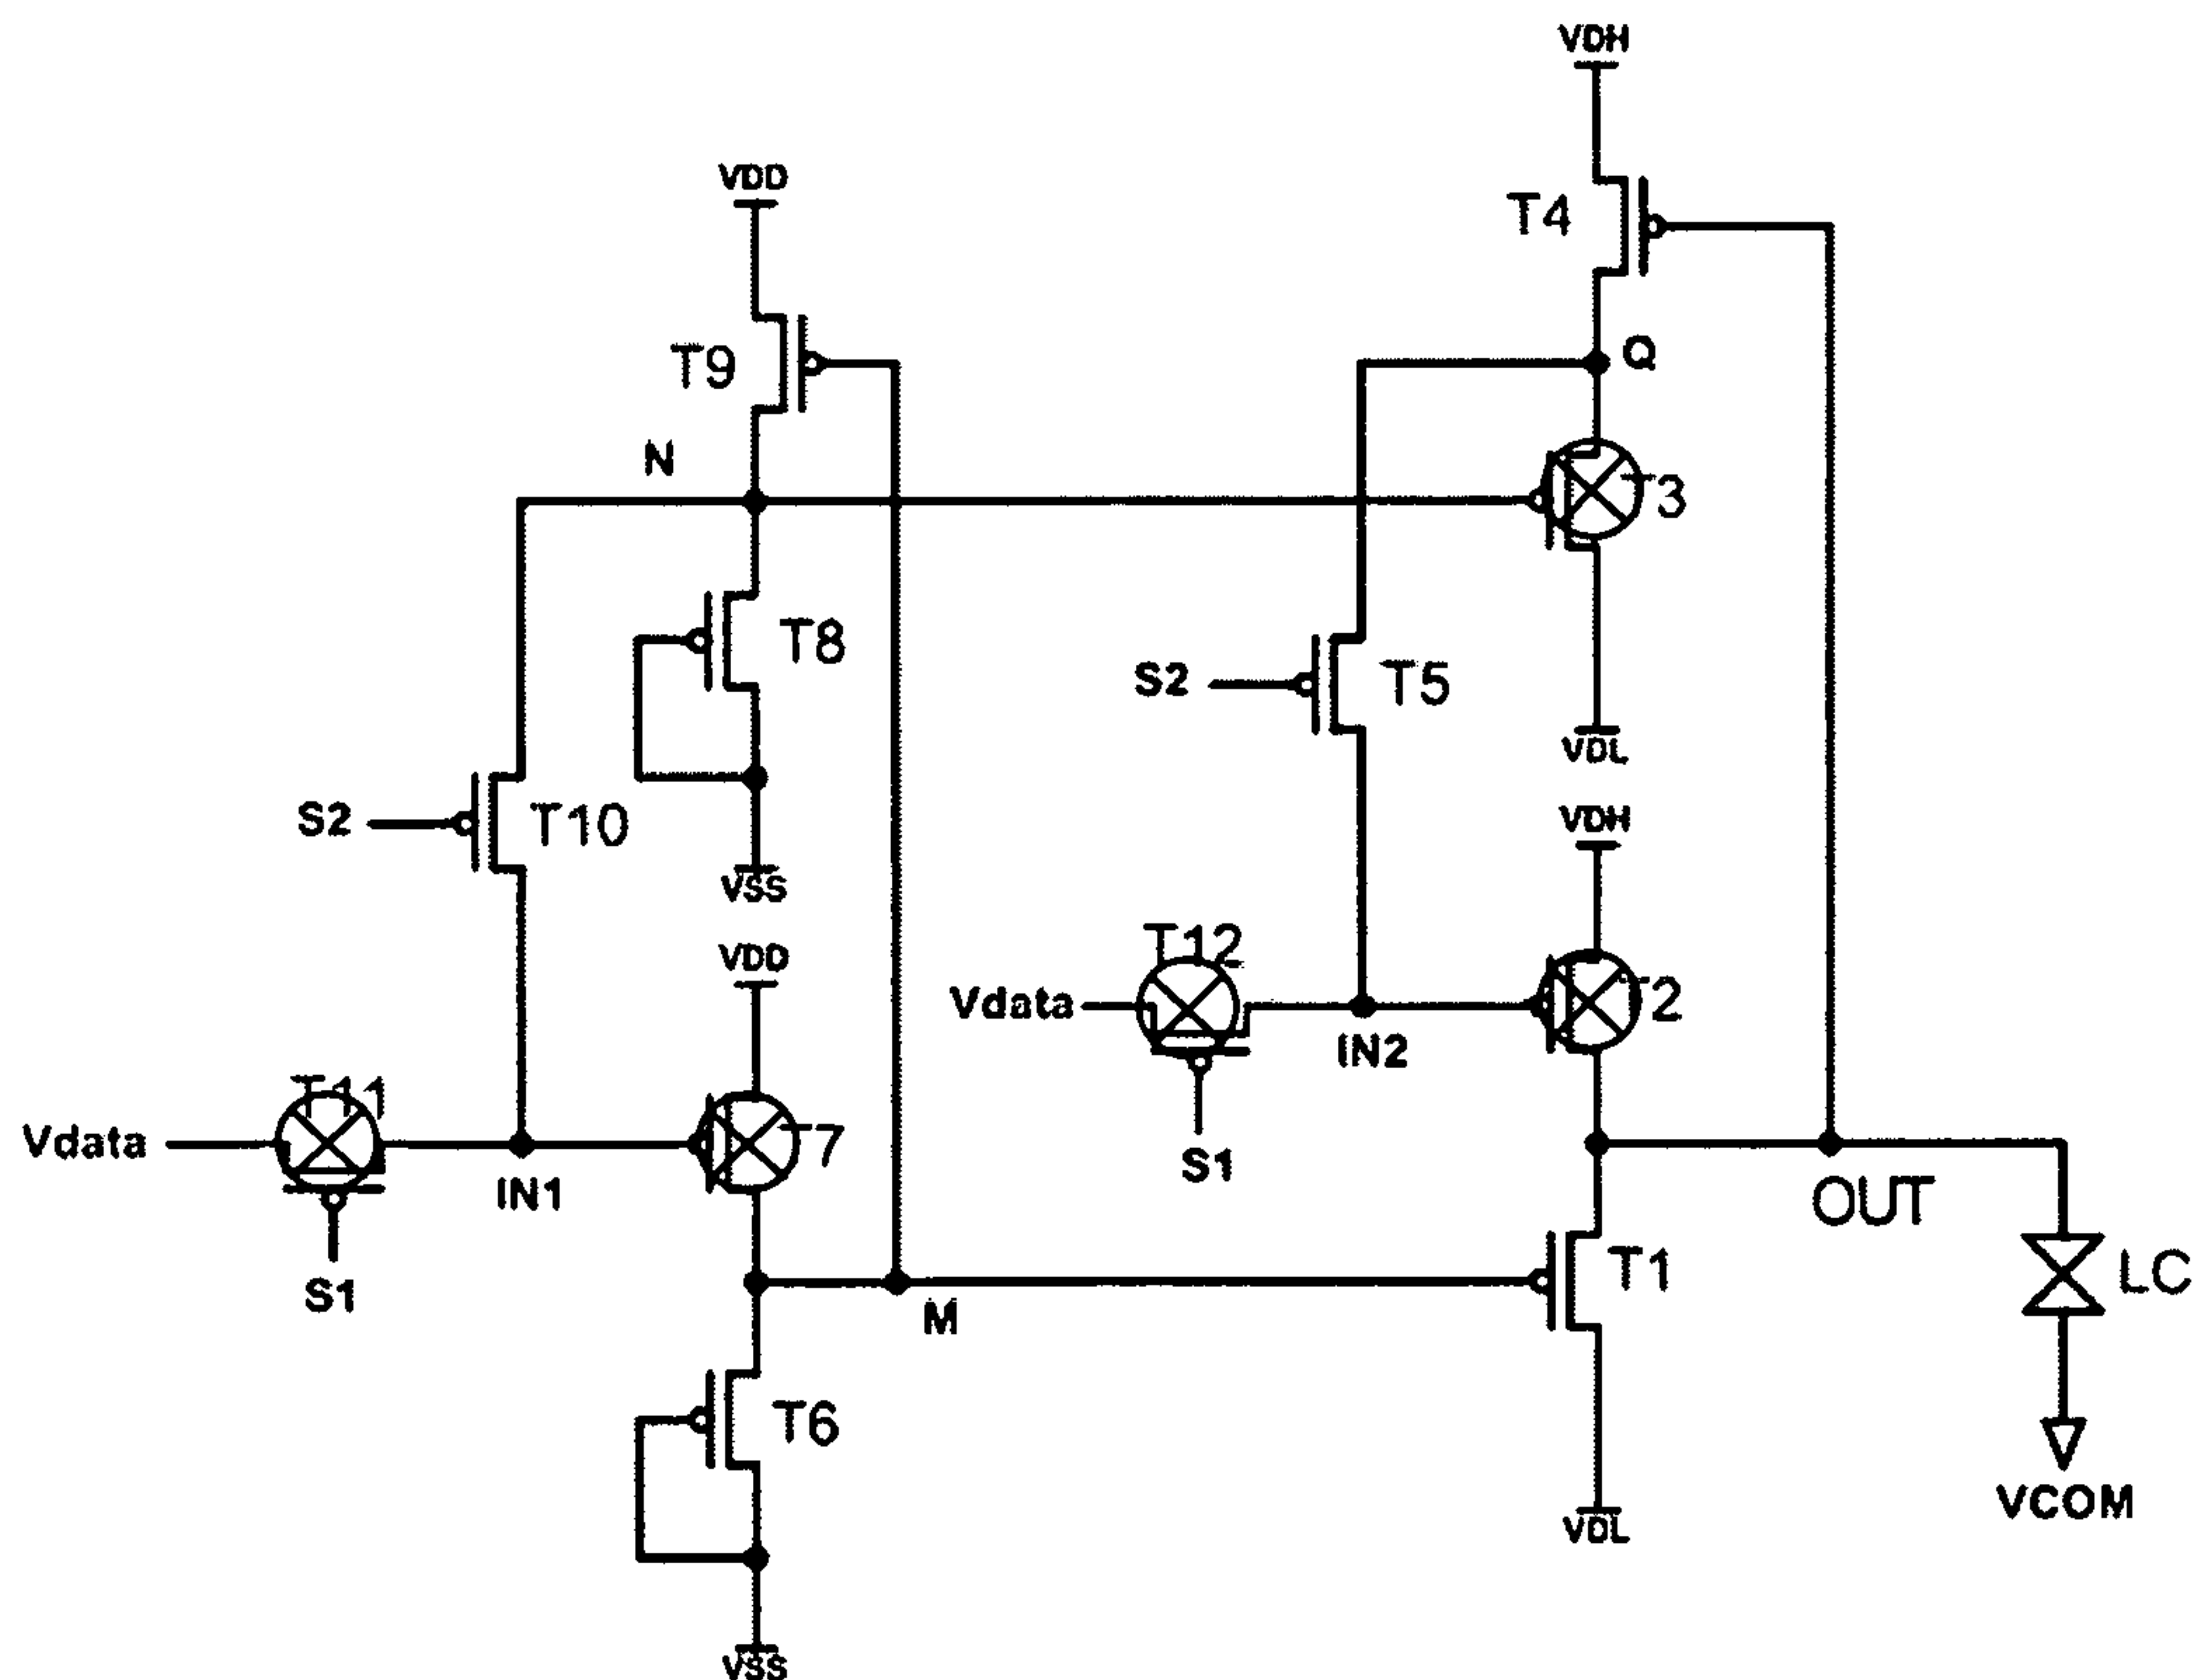 VDH
VDD
T4
T9
Q
N
T3
T8
S2
T5
VDL
S2
T10
VDH
VSS
T12
VDD
Vdata
T2
IN2
T11
Vdata
T7
S1
IN1
OUT
S1
T1
LC
M
T6
VCOM
VDL
VSS